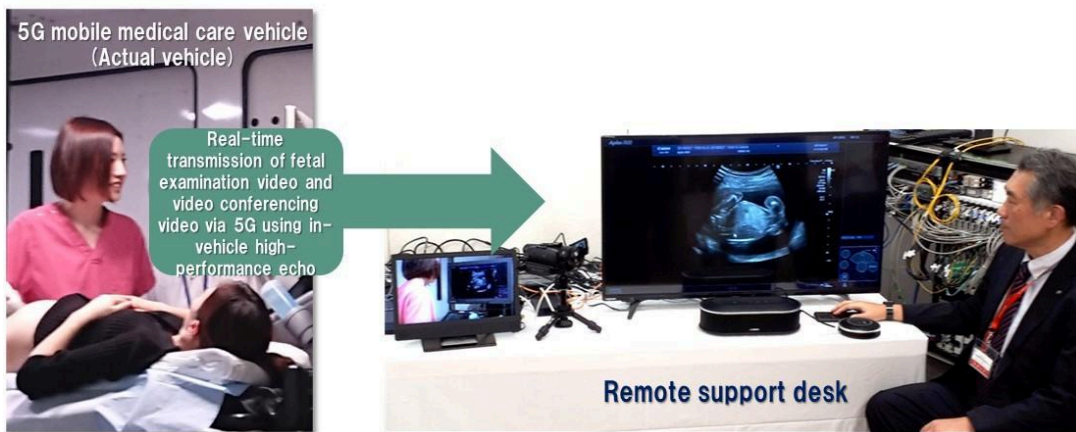 5G mobile medical care vehicle
(Actual vehicle)
Real-time
transmission of fetal
examination video and
video conferencing
video via 5G using in-
vehicle high-
performance echo
Remote support desk